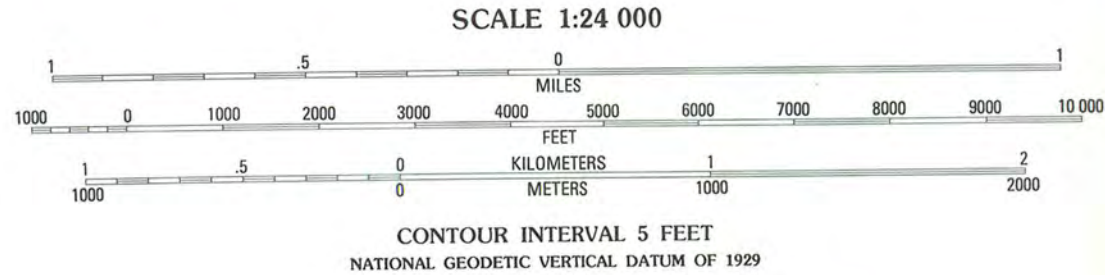 SCALE 1:24 000
1 .5 0 1
MILES
1000 0 1000 2000 3000 4000 5000 6000 7000 8000 9000 10 000
FEET
1 .5 0 KILOMETERS 1 2
1000 0 METERS 1000 2000
CONTOUR INTERVAL 5 FEET
NATIONAL GEODETIC VERTICAL DATUM OF 1929